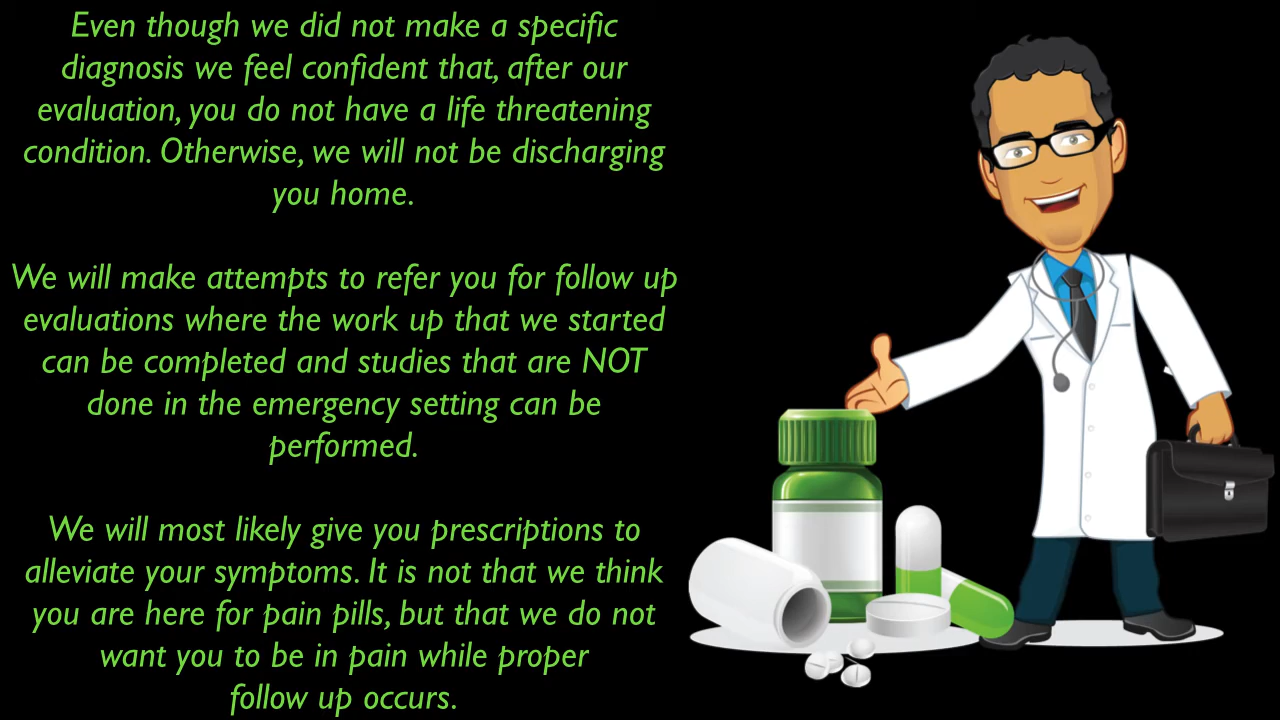 Even though we did not make a specific
diagnosis we feel confident that, after our
evaluation, you do not have a life threatening
condition. Otherwise, we will not be discharging
you home.
We will make attempts to refer you for follow up
evaluations where the work up that we started
can be completed and studies that are NOT
done in the emergency setting can be
performed.
We will most likely give you prescriptions to
alleviate your symptoms. It is not that we think
you are here for pain pills, but that we do not
want you to be in pain while proper
follow up occurs.